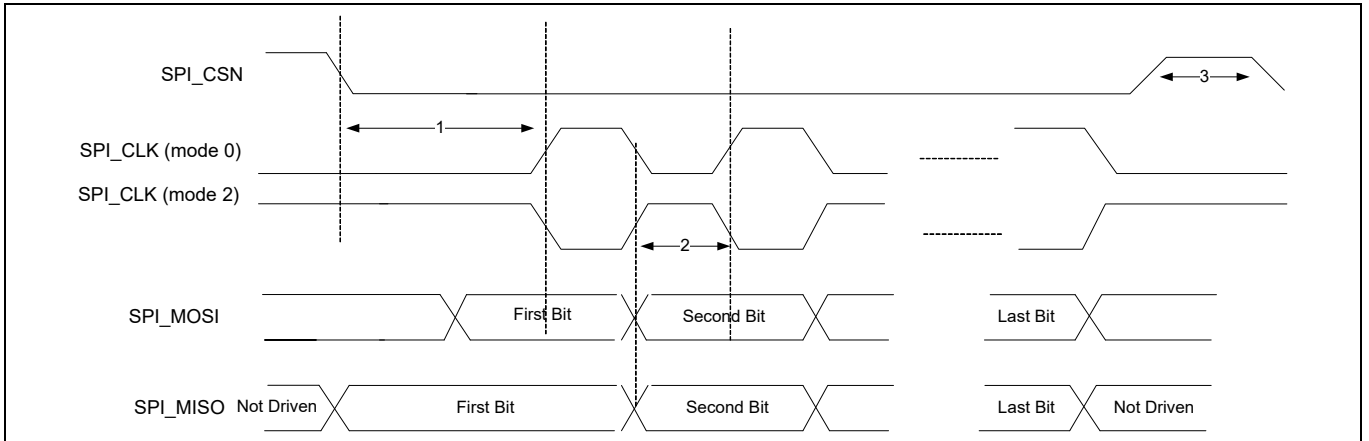 SPI_CSN
3
1
SPI_CLK (mode 0)
SPI_CLK (mode 2)
2
SPI_MOSI First Bit Second Bit Last Bit
SPI_MISO Not Driven First Bit Second Bit Last Bit Not Driven